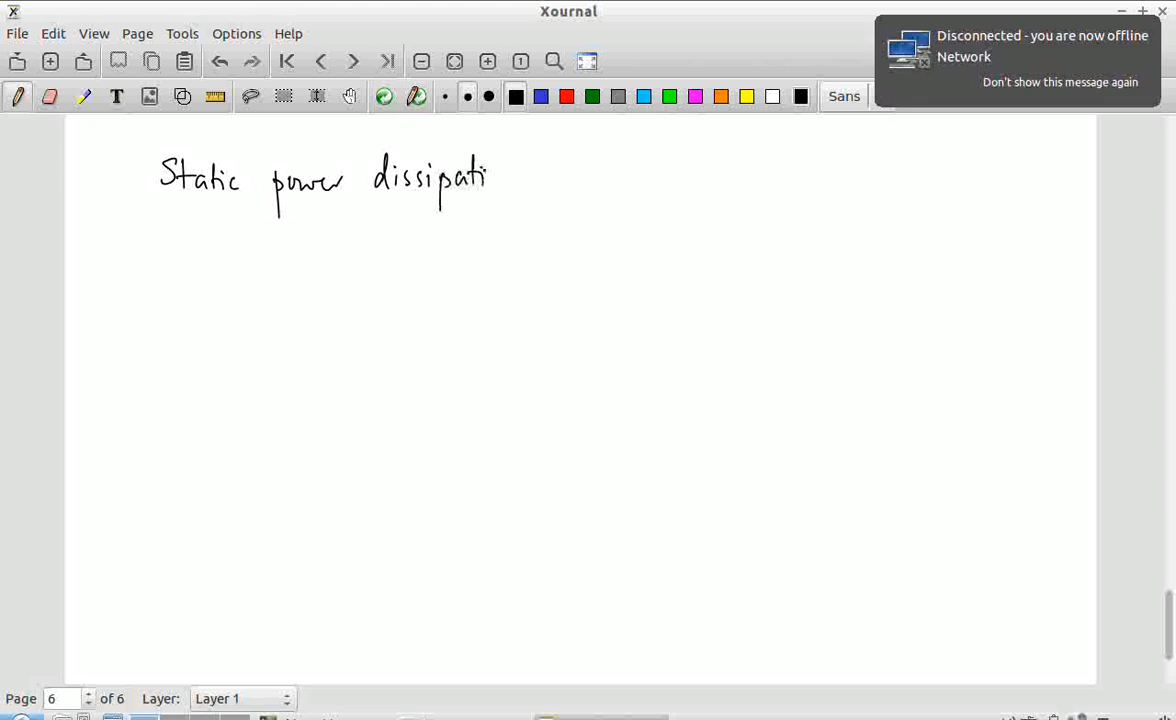 Xournal
File Edit View Page Tools Options Help
Disconnected - you are now offline
Network
Don't show this message again
Sans
Static power dissipati
Page 6 of 6 Layer: Layer 1